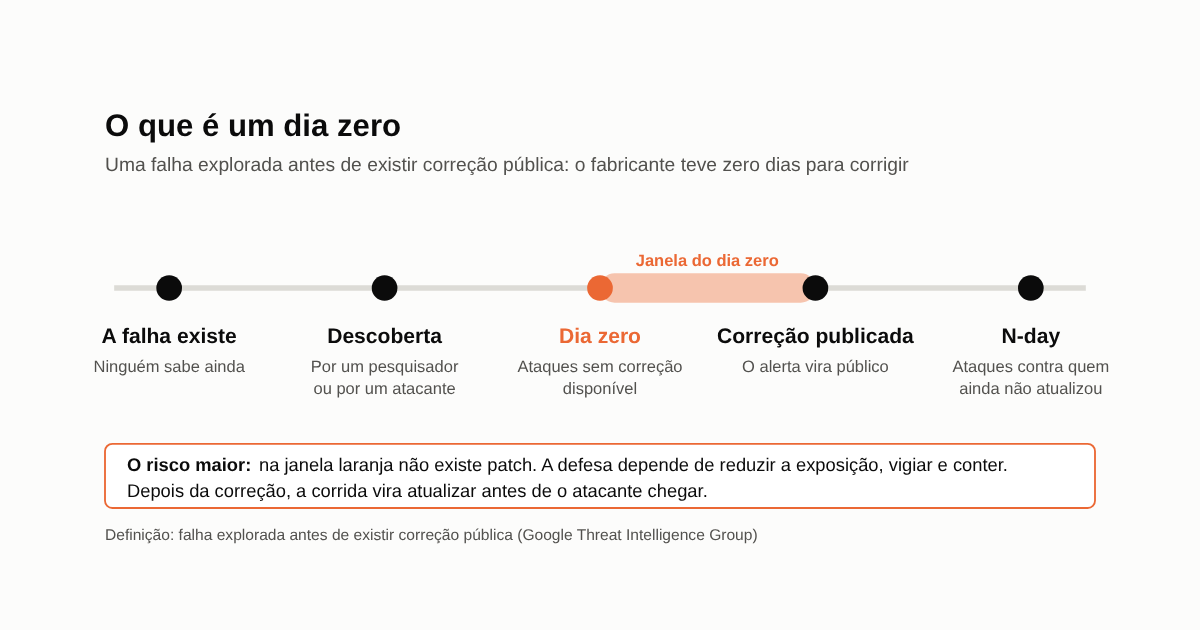 O que é um dia zero
Uma falha explorada antes de existir correção pública: o fabricante teve zero dias para corrigir
Janela do dia zero
A falha existe
Ninguém sabe ainda
Descoberta
Por um pesquisador
ou por um atacante
Dia zero
Ataques sem correção
disponível
Correção publicada
O alerta vira público
N-day
Ataques contra quem
ainda não atualizou
O risco maior: na janela laranja não existe patch. A defesa depende de reduzir a exposição, vigiar e conter.
Depois da correção, a corrida vira atualizar antes de o atacante chegar.
Definição: falha explorada antes de existir correção pública (Google Threat Intelligence Group)